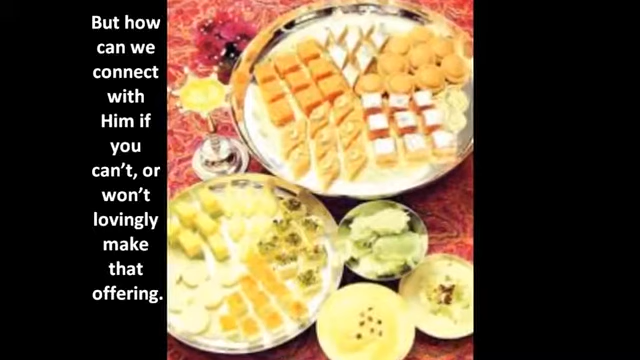 But how
can we
connect
with
Him if
you
can't, or
won't
lovingly
make
that
offering.